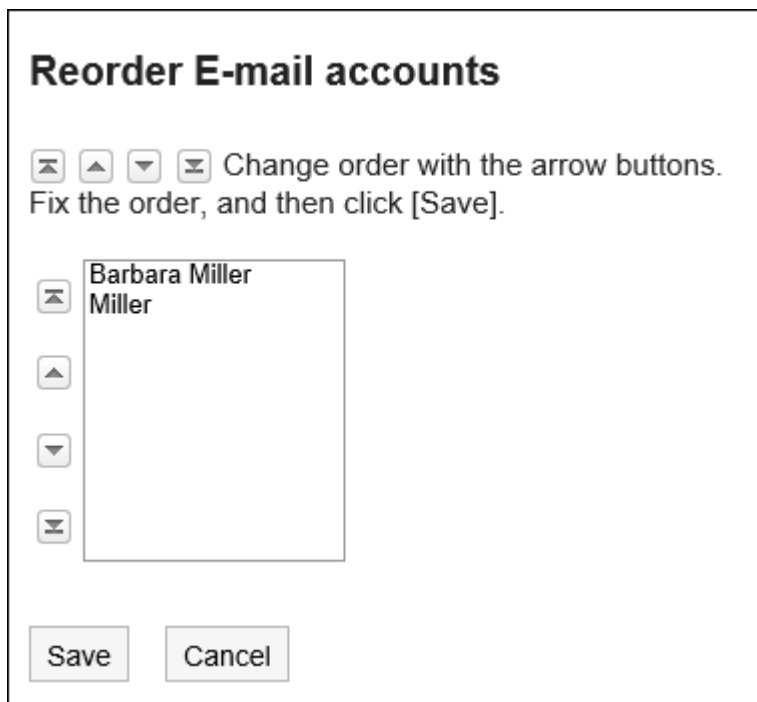 Reorder E-mail accounts
Change order with the arrow buttons.
Fix the order, and then click [Save].
Barbara Miller
Miller
Save
Cancel